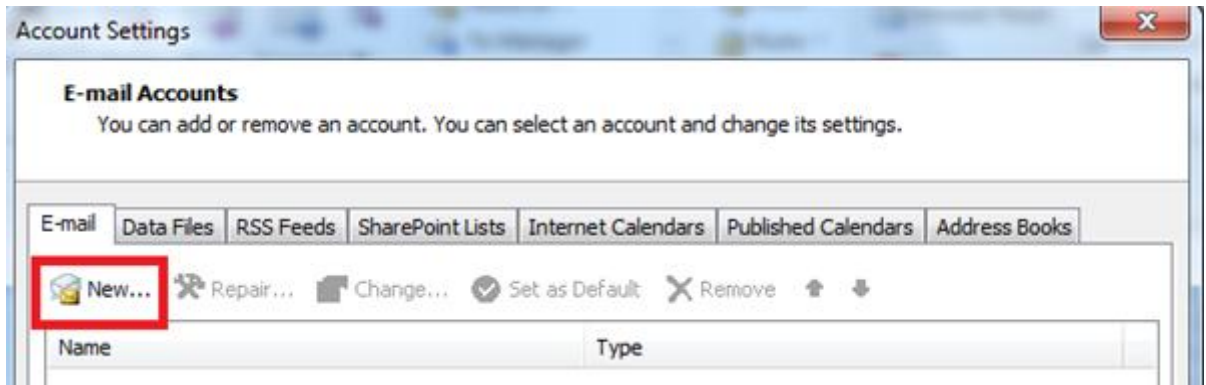 Account Settings
E-mail Accounts
You can add or remove an account. You can select an account and change its settings.
E-mail Data Files RSS Feeds SharePoint Lists Internet Calendars Published Calendars Address Books
New... Repair... Change... Set as Default Remove
Name Type